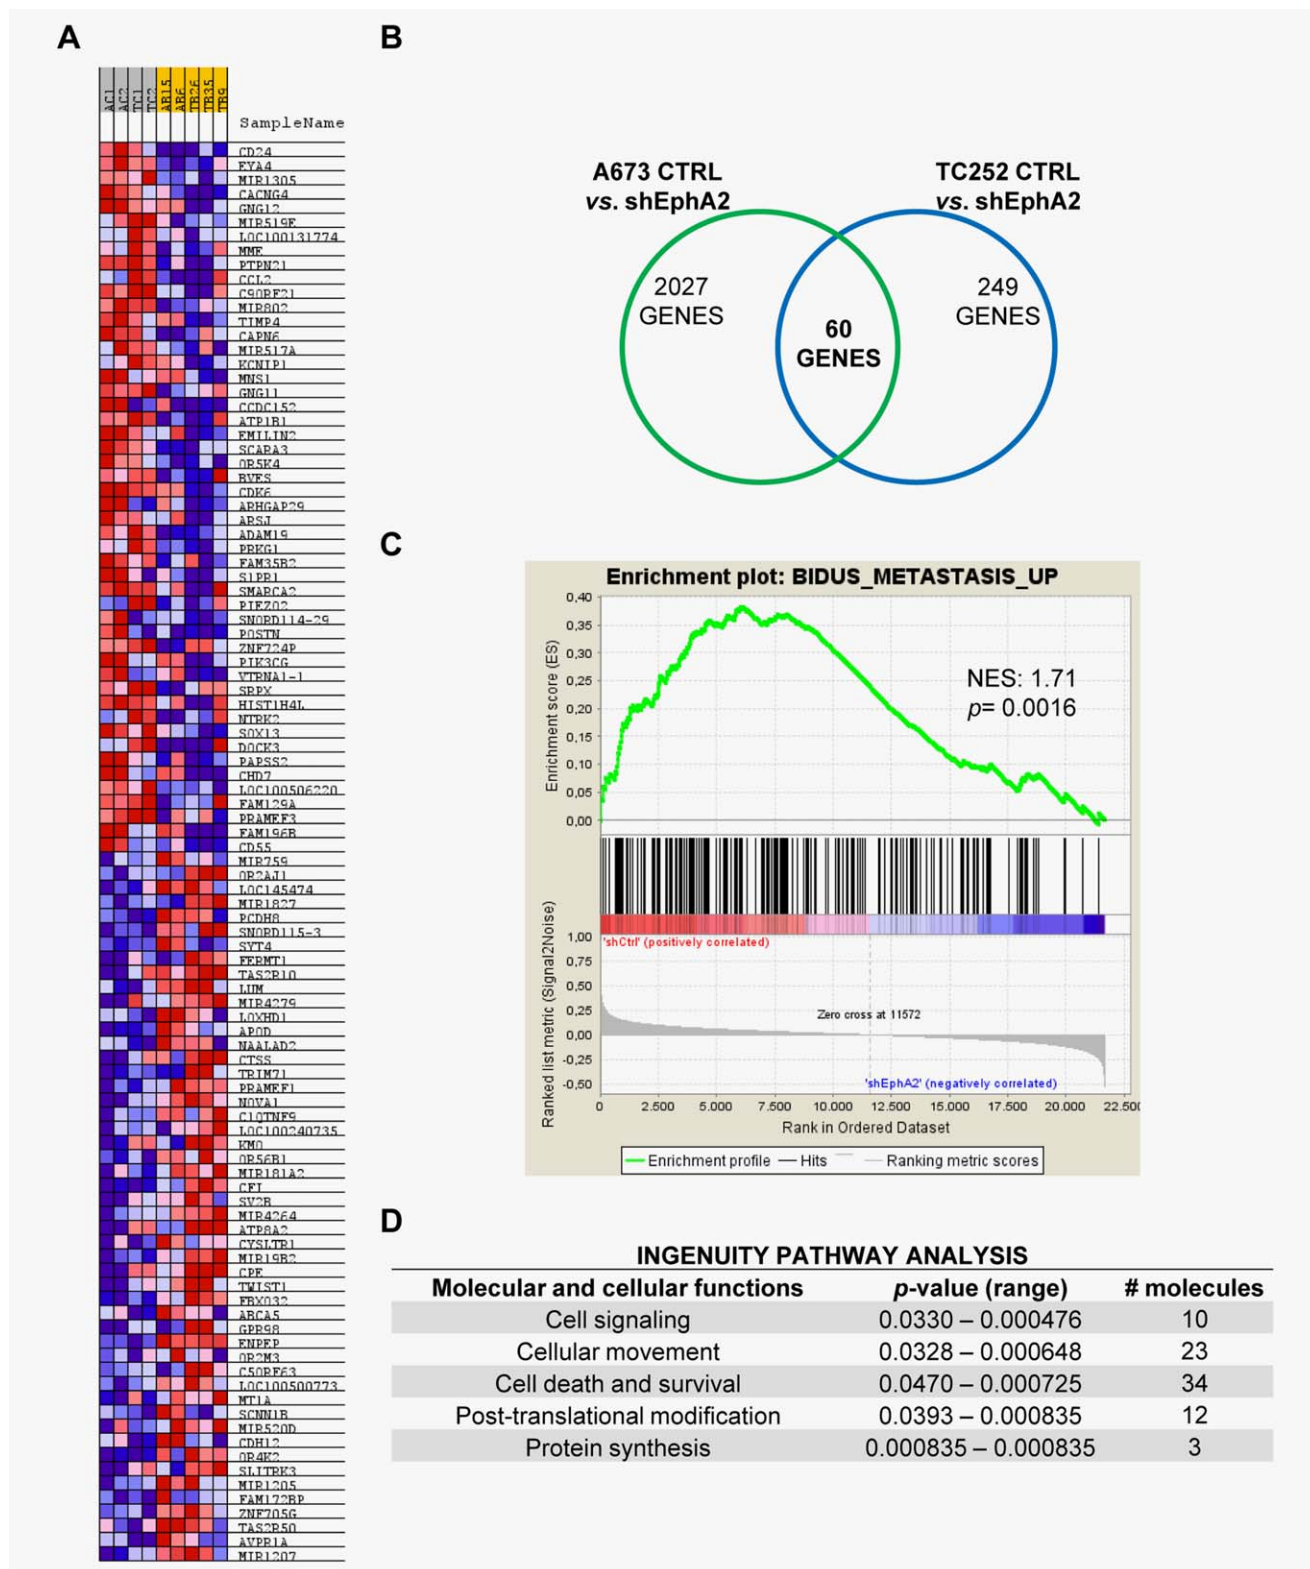 A
AC1
AC2
TC1
TC2
AB15
AB6
TB26
TB35
TB9
SampleName
CD24
EYA4
MIR1305
CACNG4
GNG12
MIR519E
LOC100131774
MME
PTPN21
CCL2
C9ORF21
MIR802
TIMP4
CAPN6
MIR517A
KCNIP1
MNS1
GNG11
CCDC152
ATP1B1
EMILIN2
SCARA3
OR5K4
BVES
CDK6
ARHGAP29
ARSJ
ADAM19
PRKG1
FAM35B2
S1PR1
SMARCA2
PIEZO2
SNORD114-29
POSTN
ZNF724P
PIK3CG
VTRNA1-1
SRPX
HIST1H4L
NTRK2
SOX13
DOCK3
PAPSS2
CHD7
LOC100506220
FAM129A
PRAMEF3
FAM196B
CD55
MIR759
OR2AJ1
LOC145474
MIR1827
PCDH8
SNORD115-3
SYT4
FERMT1
TAS2R10
LUM
MIR4279
LOXHD1
APOD
NAALAD2
CTSS
TRIM71
PRAMEF1
NOVA1
C1QTNF9
LOC100240735
KMO
OR56B1
MIR181A2
CFI
SV2B
MIR4264
ATP8A2
CYSLTR1
MIR19B2
CPE
TWIST1
FBXO32
ABCA5
GPR98
ENPEP
OR2M3
C5ORF63
LOC100500773
MT1A
SCNN1B
MIR520D
CDH12
OR4K2
SLITRK3
MIR1205
FAM172BP
ZNF705G
TAS2R50
AVPR1A
MIR1207
B
A673 CTRL
vs. shEphA2
TC252 CTRL
vs. shEphA2
2027
GENES
60
GENES
249
GENES
C
Enrichment plot: BIDUS_METASTASIS_UP
Enrichment score (ES)
0,40
0,35
0,30
0,25
0,20
0,15
0,10
0,05
0,00
NES: 1.71
p= 0.0016
Ranked list metric (Signal2Noise)
1,00
0,75
0,50
0,25
0,00
-0,25
-0,50
'shCtrl' (positively correlated)
Zero cross at 11572
'shEphA2' (negatively correlated)
0 2.500 5.000 7.500 10.000 12.500 15.000 17.500 20.000 22.500
Rank in Ordered Dataset
Enrichment profile Hits Ranking metric scores
D
INGENUITY PATHWAY ANALYSIS
Molecular and cellular functions p-value (range) # molecules
Cell signaling 0.0330 – 0.000476 10
Cellular movement 0.0328 – 0.000648 23
Cell death and survival 0.0470 – 0.000725 34
Post-translational modification 0.0393 – 0.000835 12
Protein synthesis 0.000835 – 0.000835 3